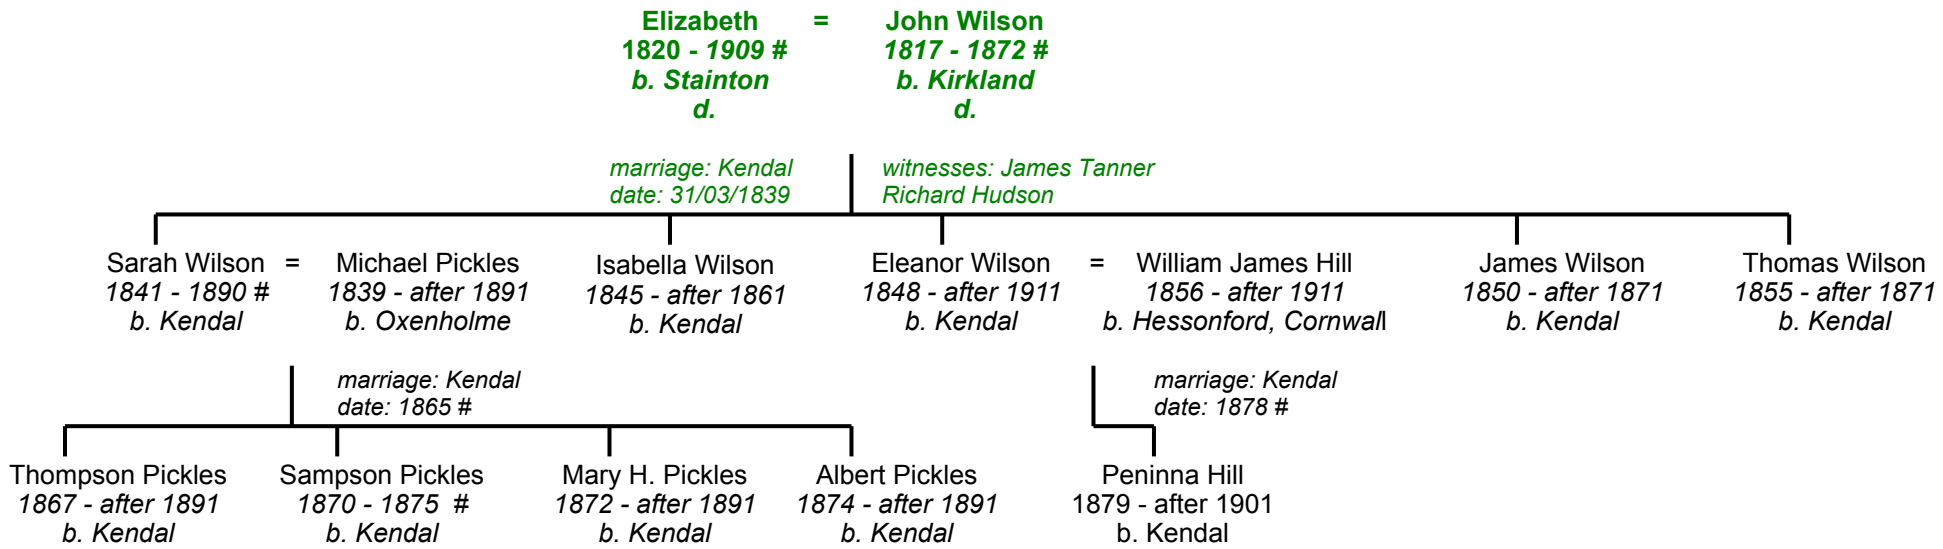 Elizabeth = John Wilson
1820 - 1909 # 1817 - 1872 #
b. Stainton b. Kirkland
d. d.
marriage: Kendal witnesses: James Tanner
date: 31/03/1839 Richard Hudson
Sarah Wilson = Michael Pickles Isabella Wilson Eleanor Wilson = William James Hill James Wilson Thomas Wilson
1841 - 1890 # 1839 - after 1891 1845 - after 1861 1848 - after 1911 1856 - after 1911 1850 - after 1871 1855 - after 1871
b. Kendal b. Oxenholme b. Kendal b. Kendal b. Hessonford, Cornwall b. Kendal b. Kendal
marriage: Kendal marriage: Kendal
date: 1865 # date: 1878 #
Thompson Pickles Sampson Pickles Mary H. Pickles Albert Pickles Peninna Hill
1867 - after 1891 1870 - 1875 # 1872 - after 1891 1874 - after 1891 1879 - after 1901
b. Kendal b. Kendal b. Kendal b. Kendal b. Kendal